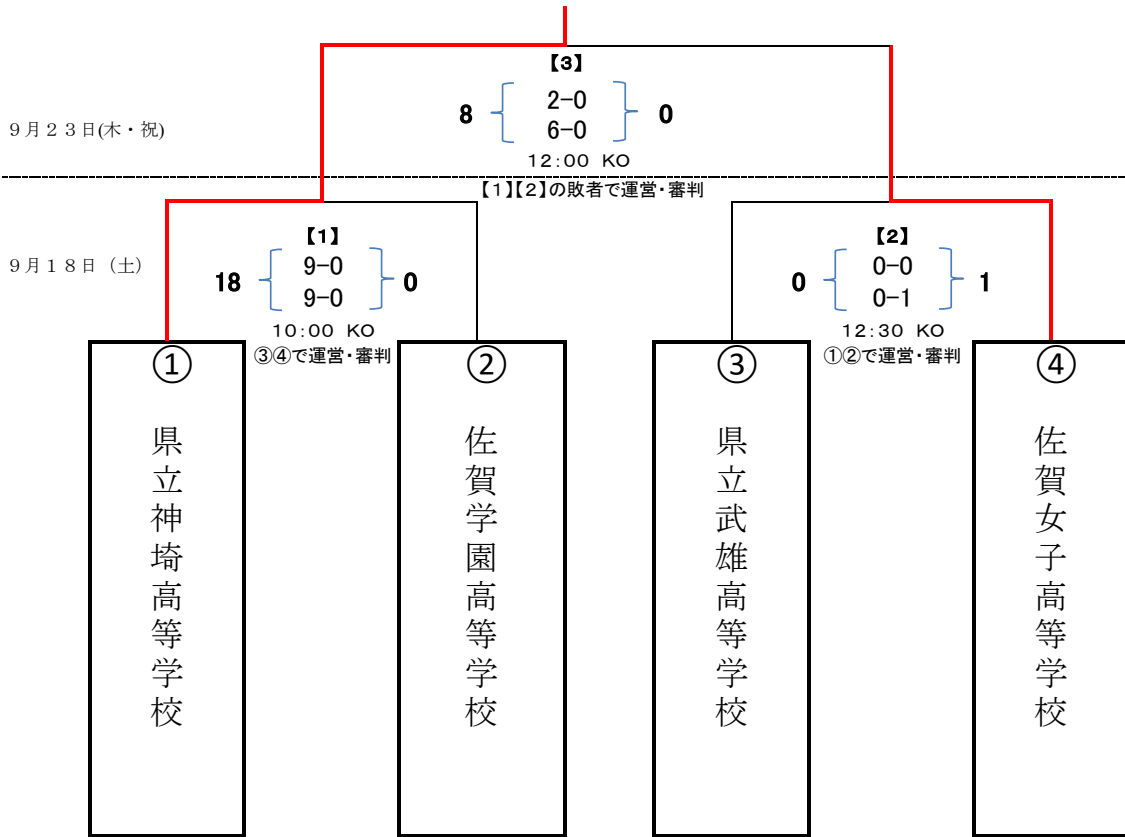 【3】
8 2-0 0
6-0
９月２３日(木・祝)
12:00 KO
【1】【2】の敗者で運営・審判
【1】
【2】
９月１８日（土）
18 9-0 0
9-0
0 0-0 1
0-1
10:00 KO
12:30 KO
③④で運営・審判
①②で運営・審判
①
②
③
④
県立神埼高等学校
佐賀学園高等学校
県立武雄高等学校
佐賀女子高等学校